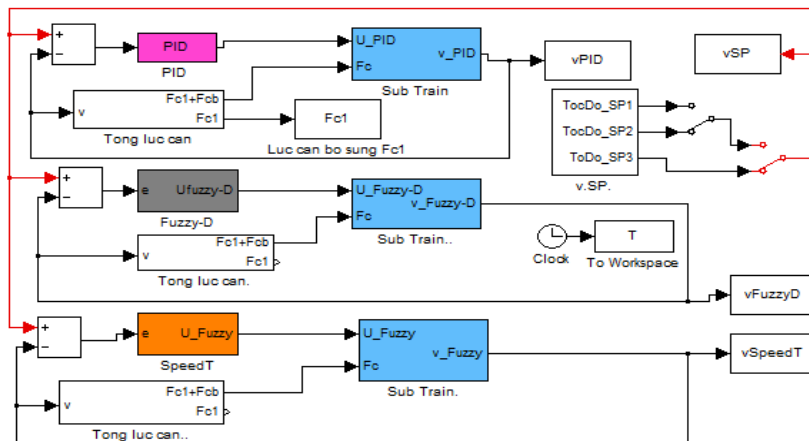 +
−
PID
PID
U_PID
Fc
v_PID
Sub Train
vPID
vSP
v
Fc1+Fcb
Fc1
Tong luc can
Fc1
Luc can bo sung Fc1
TocDo_SP1
TocDo_SP2
ToDo_SP3
v.SP.
+
−
e
Ufuzzy-D
Fuzzy-D
U_Fuzzy-D
Fc
v_Fuzzy-D
Sub Train..
v
Fc1+Fcb
Fc1
Tong luc can.
Clock
T
To Workspace
vFuzzyD
+
−
e
U_Fuzzy
SpeedT
U_Fuzzy
Fc
v_Fuzzy
Sub Train.
vSpeedT
v
Fc1+Fcb
Fc1
Tong luc can..